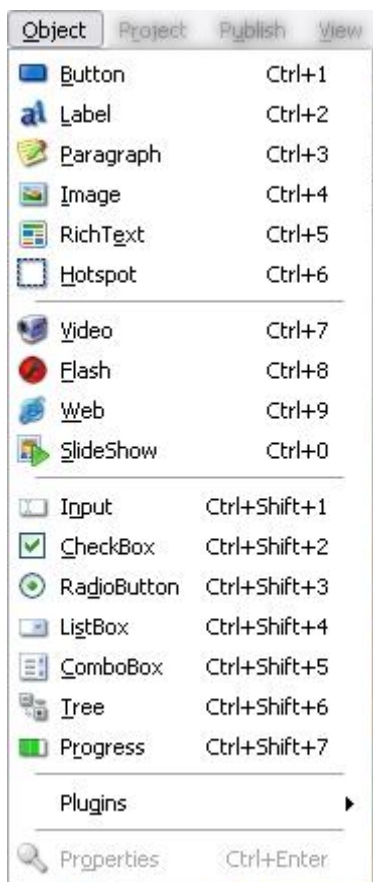 Object Project Publish View
Button Ctrl+1
Label Ctrl+2
Paragraph Ctrl+3
Image Ctrl+4
RichText Ctrl+5
Hotspot Ctrl+6
Video Ctrl+7
Flash Ctrl+8
Web Ctrl+9
SlideShow Ctrl+0
Input Ctrl+Shift+1
CheckBox Ctrl+Shift+2
RadioButton Ctrl+Shift+3
ListBox Ctrl+Shift+4
ComboBox Ctrl+Shift+5
Tree Ctrl+Shift+6
Progress Ctrl+Shift+7
Plugins
Properties Ctrl+Enter